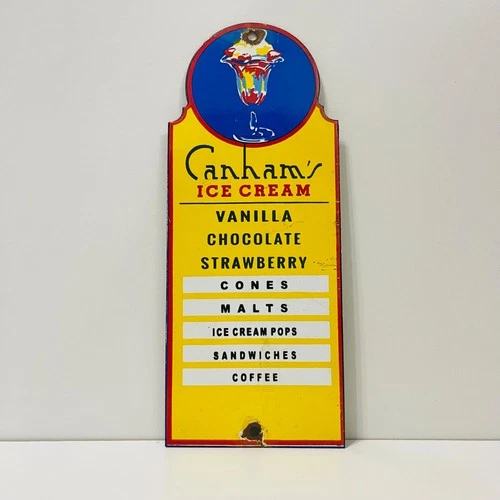 Canham's
ICE CREAM
VANILLA
CHOCOLATE
STRAWBERRY
CONES
MALTS
ICE CREAM POPS
SANDWICHES
COFFEE